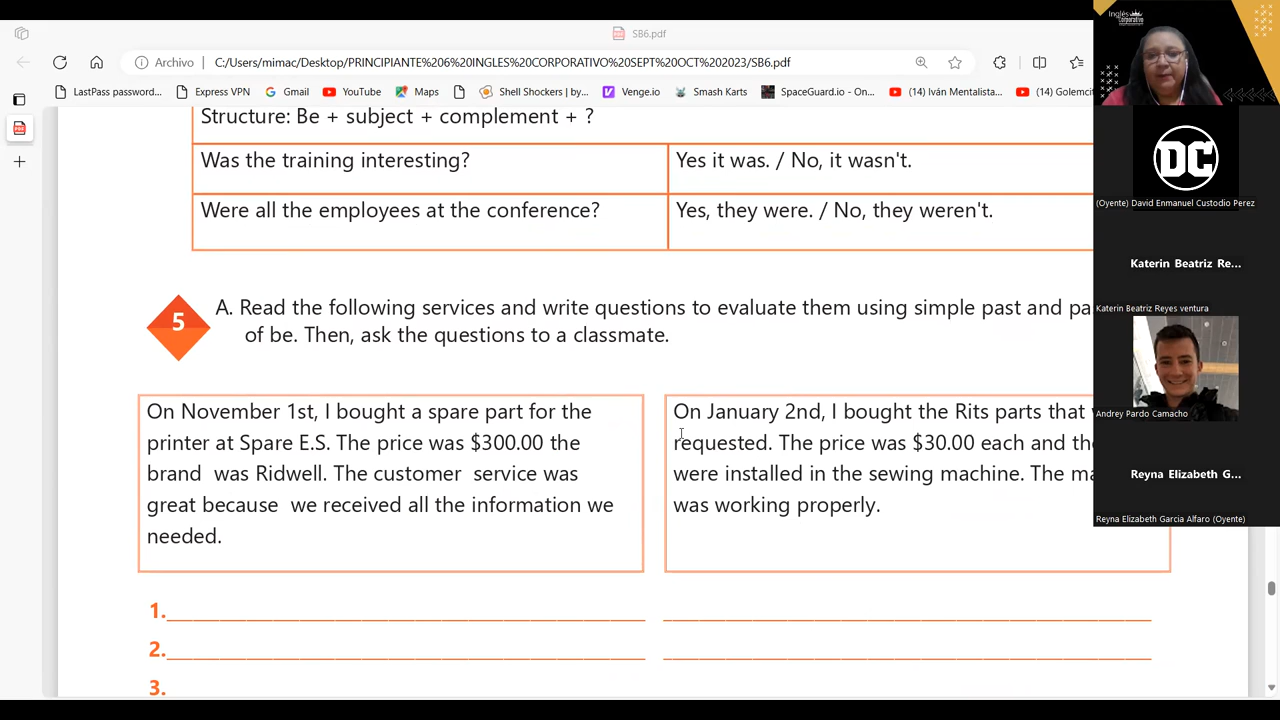 SB6.pdf
Archivo C:/Users/mimac/Desktop/PRINCIPIANTE%206%20INGLES%20CORPORATIVO%20SEPT%20OCT%202023/SB6.pdf
LastPass password... Express VPN Gmail YouTube Maps Shell Shockers | by... Venge.io Smash Karts SpaceGuard.io - On... (14) Iván Mentalista... (14) Golemcit
Structure: Be + subject + complement + ?
Was the training interesting? Yes it was. / No, it wasn't.
Were all the employees at the conference? Yes, they were. / No, they weren't.
5
A. Read the following services and write questions to evaluate them using simple past and pa
of be. Then, ask the questions to a classmate.
On November 1st, I bought a spare part for the
printer at Spare E.S. The price was $300.00 the
brand was Ridwell. The customer service was
great because we received all the information we
needed.
On January 2nd, I bought the Rits parts that
requested. The price was $30.00 each and the
were installed in the sewing machine. The ma
was working properly.
1.
2.
3.
Inglés
Corporativo
DC
(Oyente) David Enmanuel Custodio Perez
Katerin Beatriz Re...
Katerin Beatriz Reyes ventura
Andrey Pardo Camacho
Reyna Elizabeth G...
Reyna Elizabeth Garcia Alfaro (Oyente)